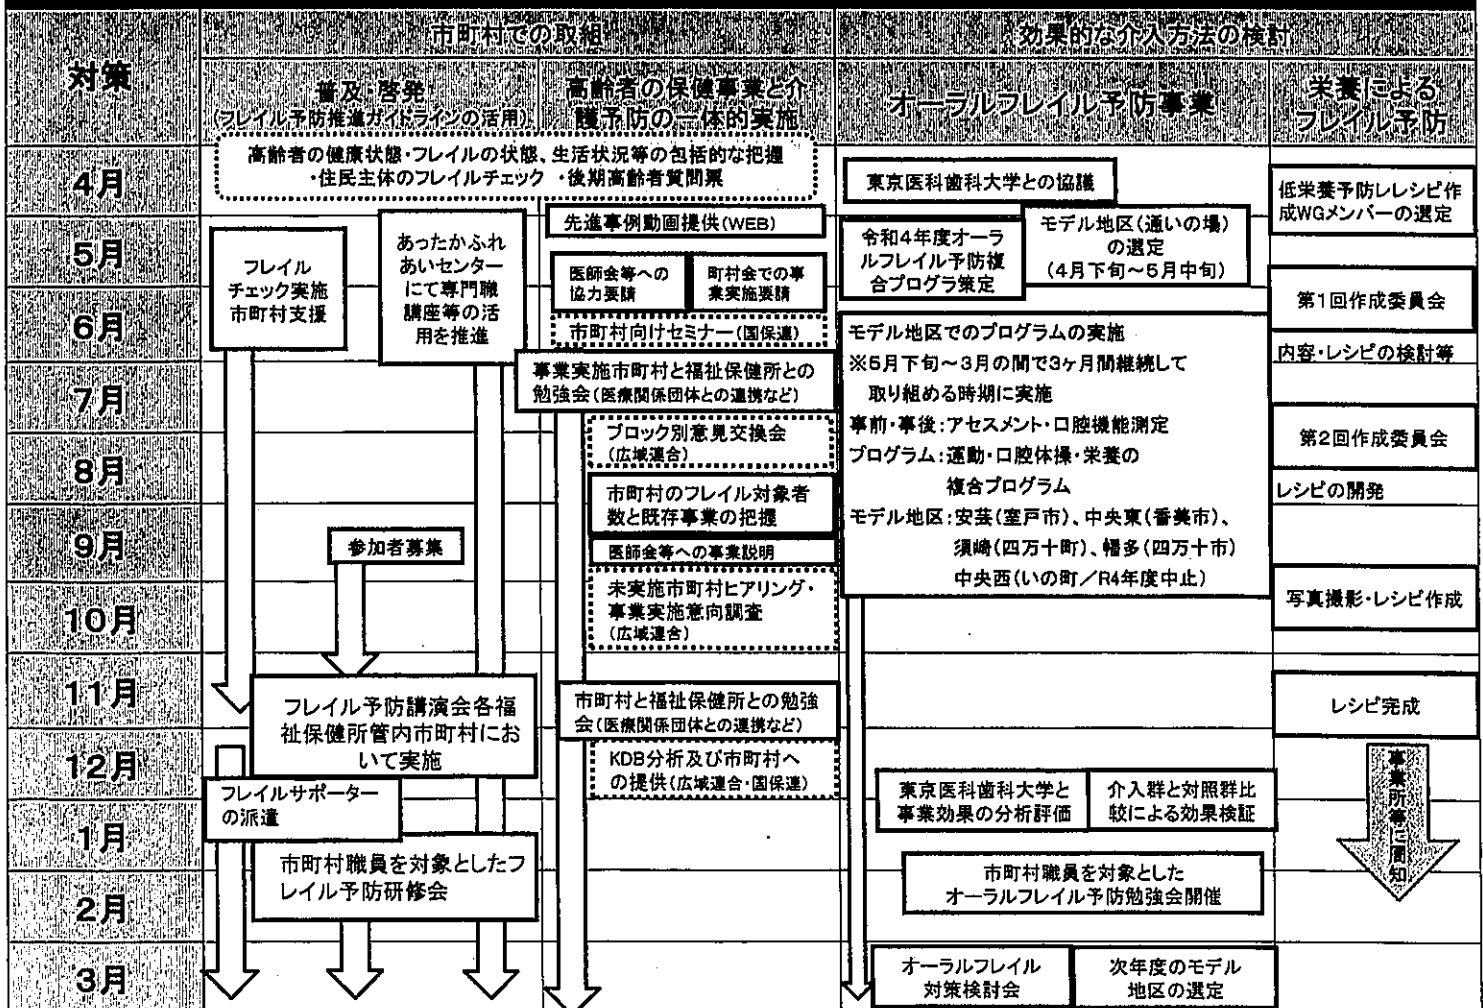 市町村での取組
効果的な介入方法の検討
対策
普及・啓発
(フレイル予防推進ガイドラインの活用)
高齢者の保健事業と介
護予防の一体的実施
オーラルフレイル予防事業
栄養による
フレイル予防
4月
5月
6月
7月
8月
9月
10月
11月
12月
1月
2月
3月
高齢者の健康状態・フレイルの状態、生活状況等の包括的な把握
・住民主体のフレイルチェック ・後期高齢者質問票
フレイル
チェック実施
市町村支援
あったかふれ
あいセンター
にて専門職
講座等の活
用を推進
参加者募集
フレイル予防講演会各福
祉保健所管内市町村にお
いて実施
フレイルサポーター
の派遣
市町村職員を対象としたフ
レイル予防研修会
先進事例動画提供(WEB)
医師会等への
協力要請
町村会での事
業実施要請
市町村向けセミナー(国保連)
事業実施市町村と福祉保健所との
勉強会(医療関係団体との連携など)
ブロック別意見交換会
(広域連合)
市町村のフレイル対象者
数と既存事業の把握
医師会等への事業説明
未実施市町村ヒアリング・
事業実施意向調査
(広域連合)
市町村と福祉保健所との勉強
会(医療関係団体との連携など)
KDB分析及び市町村へ
の提供(広域連合・国保連)
東京医科歯科大学との協議
令和4年度オーラ
ルフレイル予防複
合プログラ策定
モデル地区(通いの場)
の選定
(4月下旬~5月中旬)
モデル地区でのプログラムの実施
※5月下旬~3月の間で3ヶ月間継続して
取り組める時期に実施
事前・事後:アセスメント・口腔機能測定
プログラム:運動・口腔体操・栄養の
複合プログラム
モデル地区:安芸(室戸市)、中央東(香美市)、
須崎(四万十町)、幡多(四万十市)
中央西(いの町/R4年度中止)
東京医科歯科大学と
事業効果の分析評価
介入群と対照群比
較による効果検証
市町村職員を対象とした
オーラルフレイル予防勉強会開催
オーラルフレイル
対策検討会
次年度のモデル
地区の選定
低栄養予防レレシピ作
成WGメンバーの選定
第1回作成委員会
内容・レシピの検討等
第2回作成委員会
レシピの開発
写真撮影・レシピ作成
レシピ完成
事業所等に周知